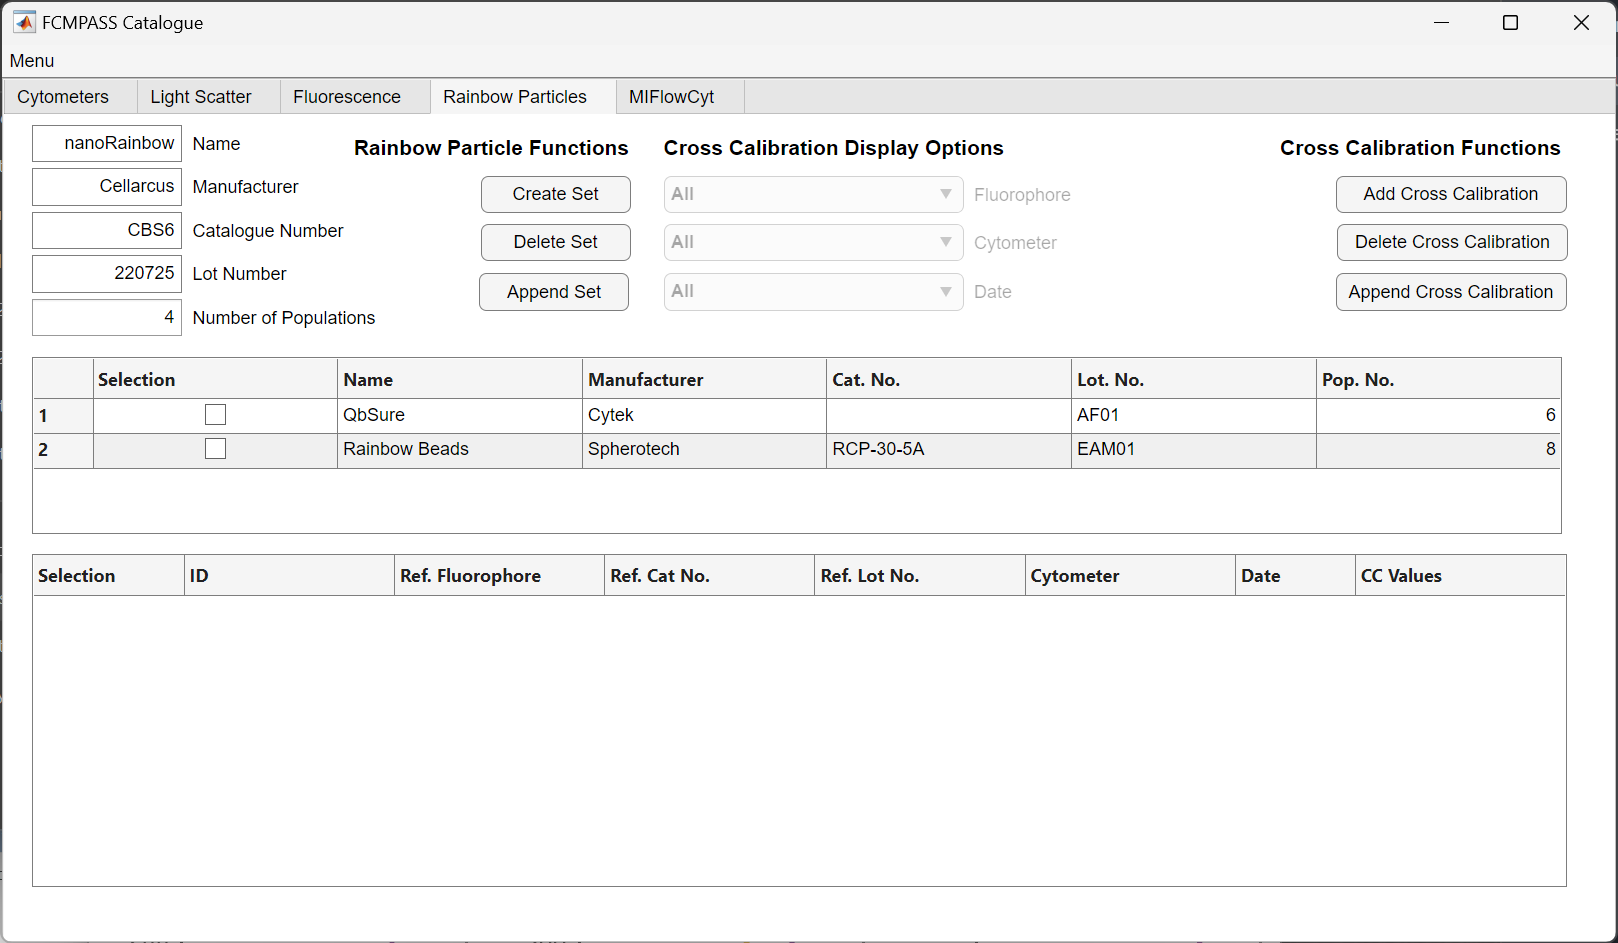 FCMPASS Catalogue
Menu
Cytometers Light Scatter Fluorescence Rainbow Particles MIFlowCyt
nanoRainbow Name
Cellarcus Manufacturer
CBS6 Catalogue Number
220725 Lot Number
4 Number of Populations
Rainbow Particle Functions
Create Set
Delete Set
Append Set
Cross Calibration Display Options
All Fluorophore
All Cytometer
All Date
Cross Calibration Functions
Add Cross Calibration
Delete Cross Calibration
Append Cross Calibration
Selection Name Manufacturer Cat. No. Lot. No. Pop. No.
1 QbSure Cytek AF01 6
2 Rainbow Beads Spherotech RCP-30-5A EAM01 8
Selection ID Ref. Fluorophore Ref. Cat No. Ref. Lot No. Cytometer Date CC Values